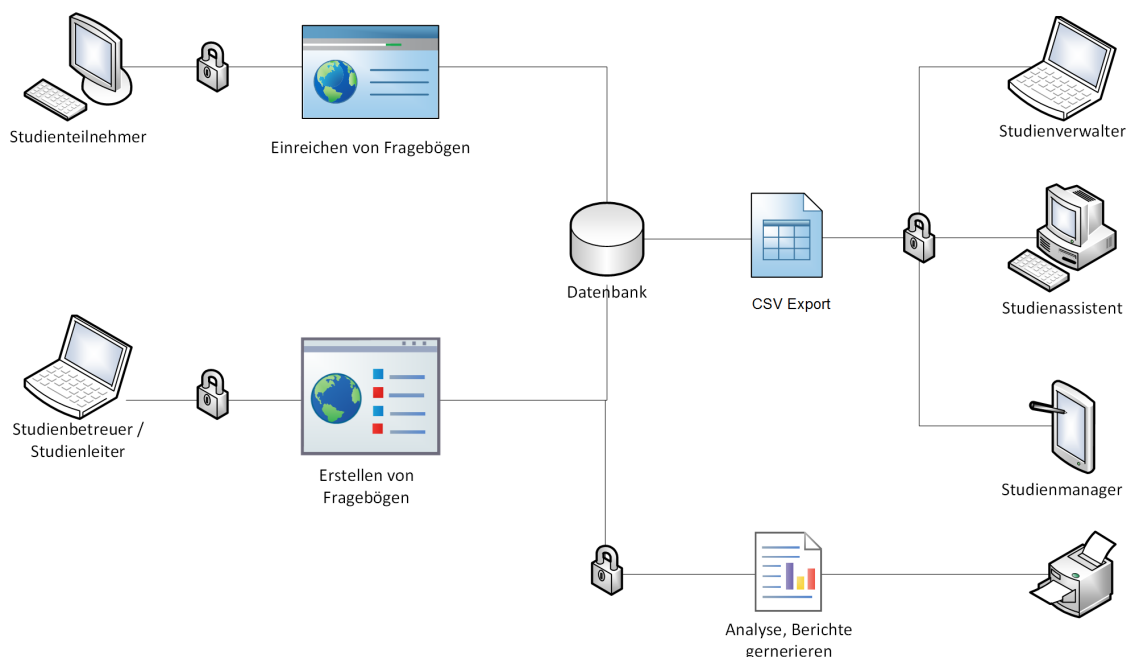 Studienteilnehmer
Einreichen von Fragebögen
Studienverwalter
Datenbank
CSV Export
Studienassistent
Studienbetreuer /
Studienleiter
Erstellen von
Fragebögen
Studienmanager
Analyse, Berichte
gernerieren